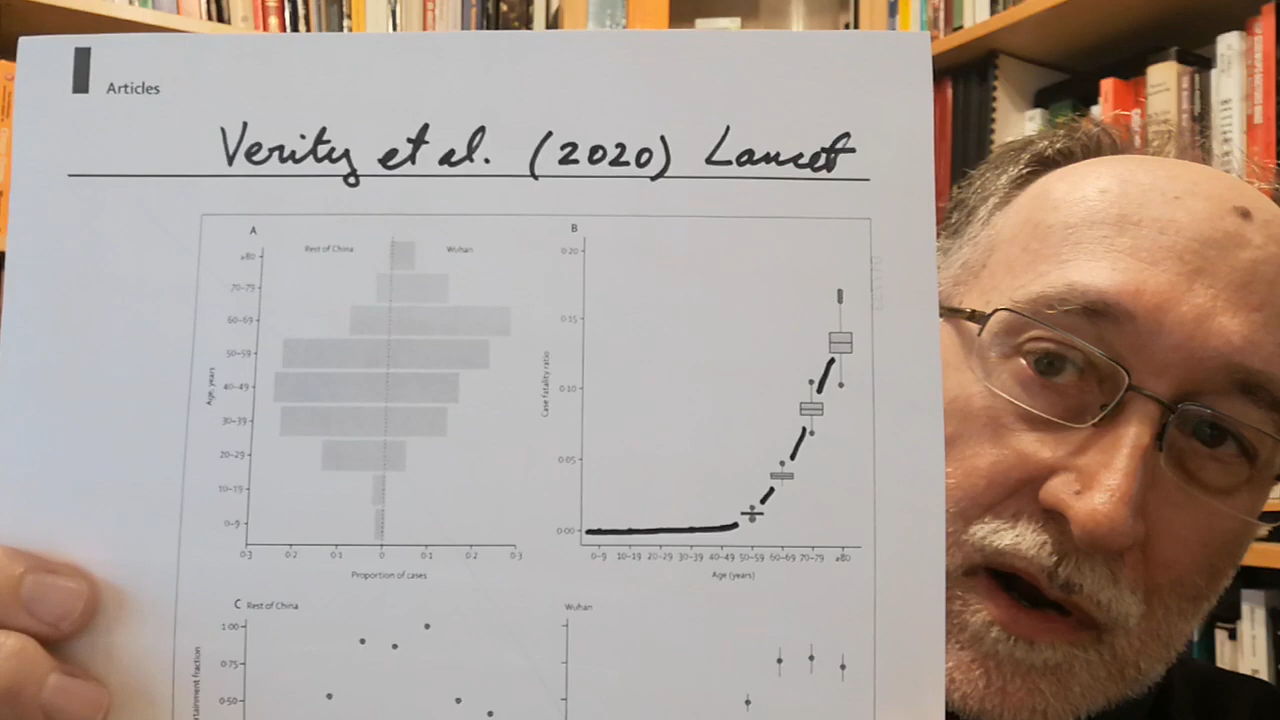 Articles
Verity et al. (2020) Lancet
A
Rest of China
Wuhan
≥80
70–79
60–69
50–59
40–49
30–39
20–29
10–19
0–9
Age, years
0·3 0·2 0·1 0 0·1 0·2 0·3
Proportion of cases
B
0·20
0·15
0·10
0·05
0·00
Case fatality ratio
0–9 10–19 20–29 30–39 40–49 50–59 60–69 70–79 ≥80
Age (years)
C Rest of China
Wuhan
1·00
0·75
0·50
fraction